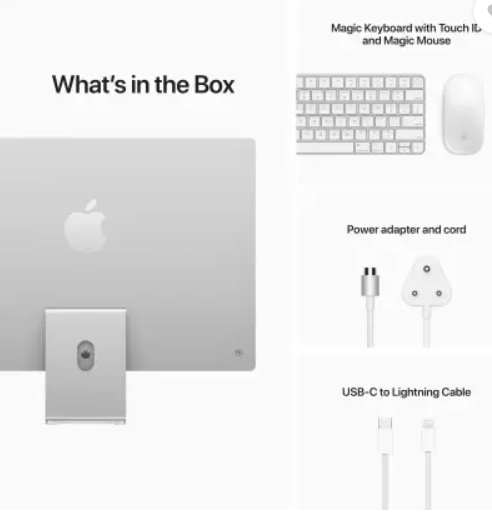 What's in the Box
Magic Keyboard with Touch ID
and Magic Mouse
Power adapter and cord
USB-C to Lightning Cable